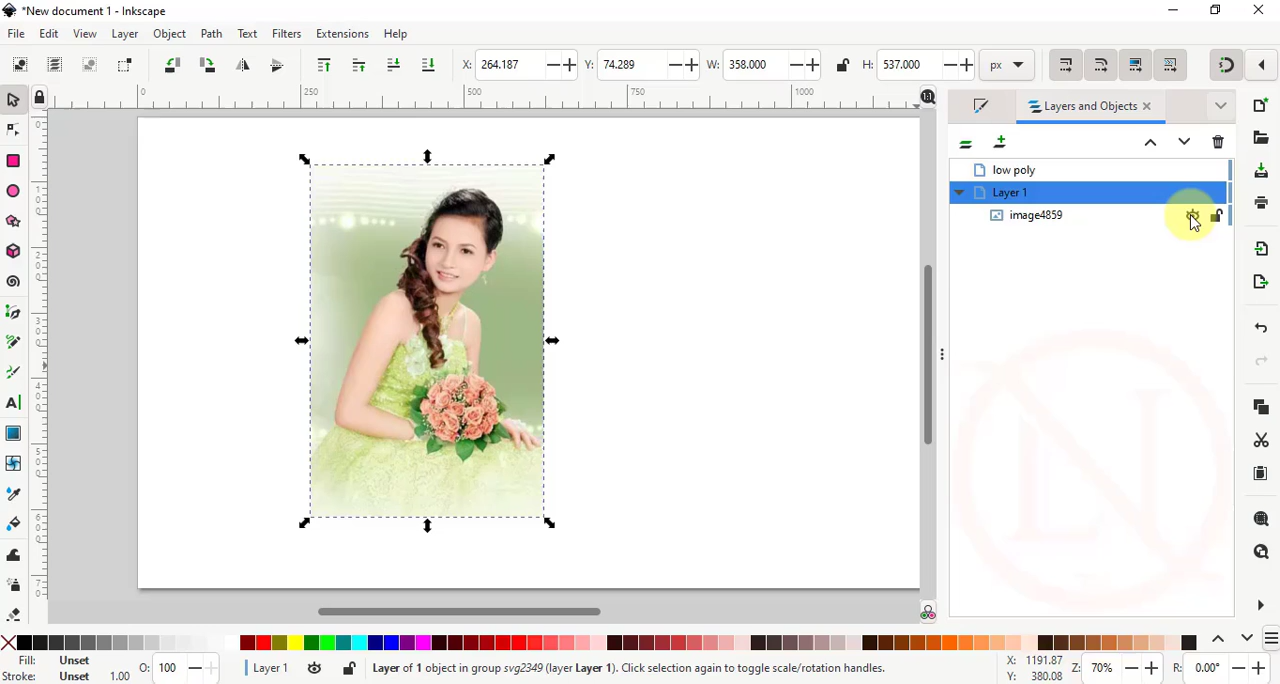 *New document 1 - Inkscape
File Edit View Layer Object Path Text Filters Extensions Help
X: 264.187 Y: 74.289 W: 358.000 H: 537.000 px
0 250 500 750 1000
Layers and Objects
low poly
Layer 1
image4859
Fill: Unset
Stroke: Unset 1.00
O: 100
Layer 1
Layer of 1 object in group svg2349 (layer Layer 1). Click selection again to toggle scale/rotation handles.
X: 1191.87
Y: 380.08
Z: 70%
R: 0.00°